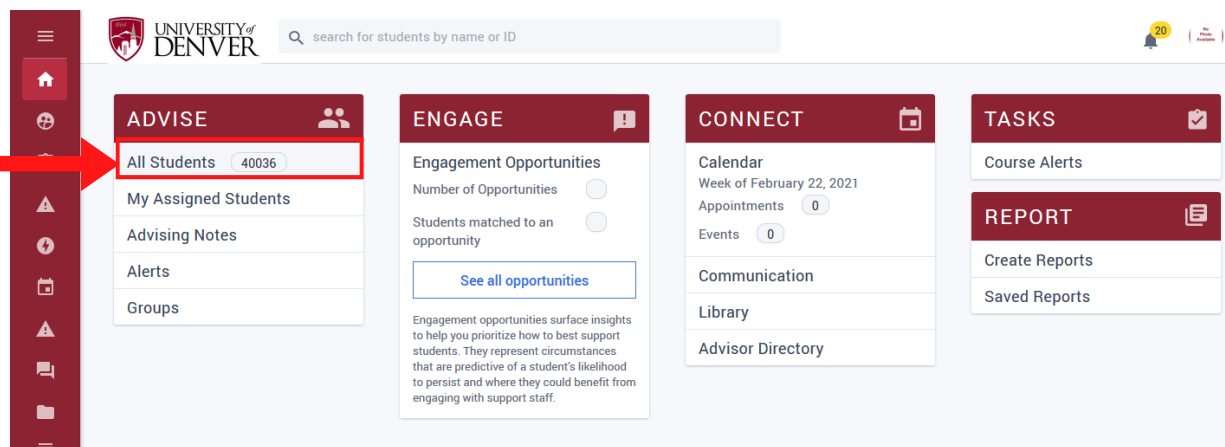 UNIVERSITY of
DENVER
search for students by name or ID
20
No
Photo
Available
ADVISE
All Students 40036
My Assigned Students
Advising Notes
Alerts
Groups
ENGAGE
Engagement Opportunities
Number of Opportunities
Students matched to an
opportunity
See all opportunities
Engagement opportunities surface insights
to help you prioritize how to best support
students. They represent circumstances
that are predictive of a student's likelihood
to persist and where they could benefit from
engaging with support staff.
CONNECT
Calendar
Week of February 22, 2021
Appointments 0
Events 0
Communication
Library
Advisor Directory
TASKS
Course Alerts
REPORT
Create Reports
Saved Reports